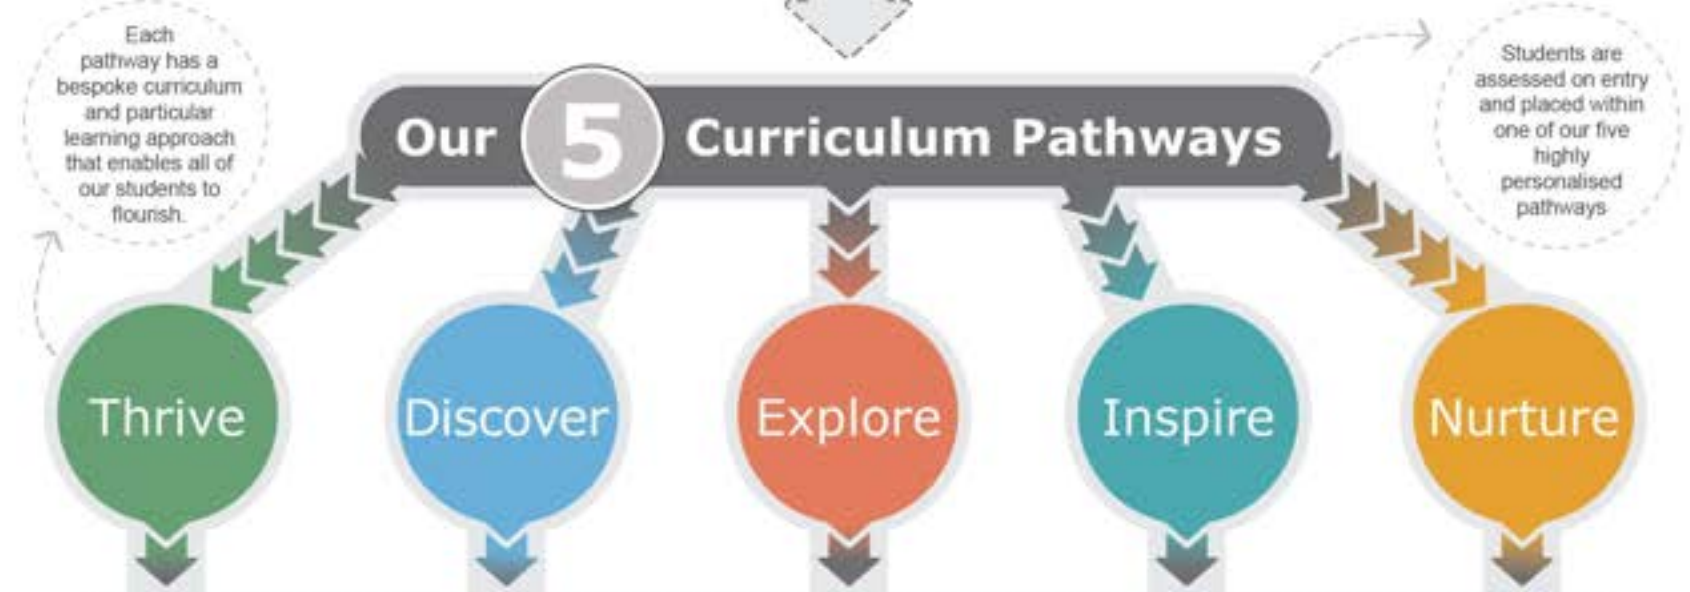 Each
pathway has a
bespoke curriculum
and particular
learning approach
that enables all of
our students to
flourish.
Our 5 Curriculum Pathways
Students are
assessed on entry
and placed within
one of our five
highly
personalised
pathways
Thrive
Discover
Explore
Inspire
Nurture